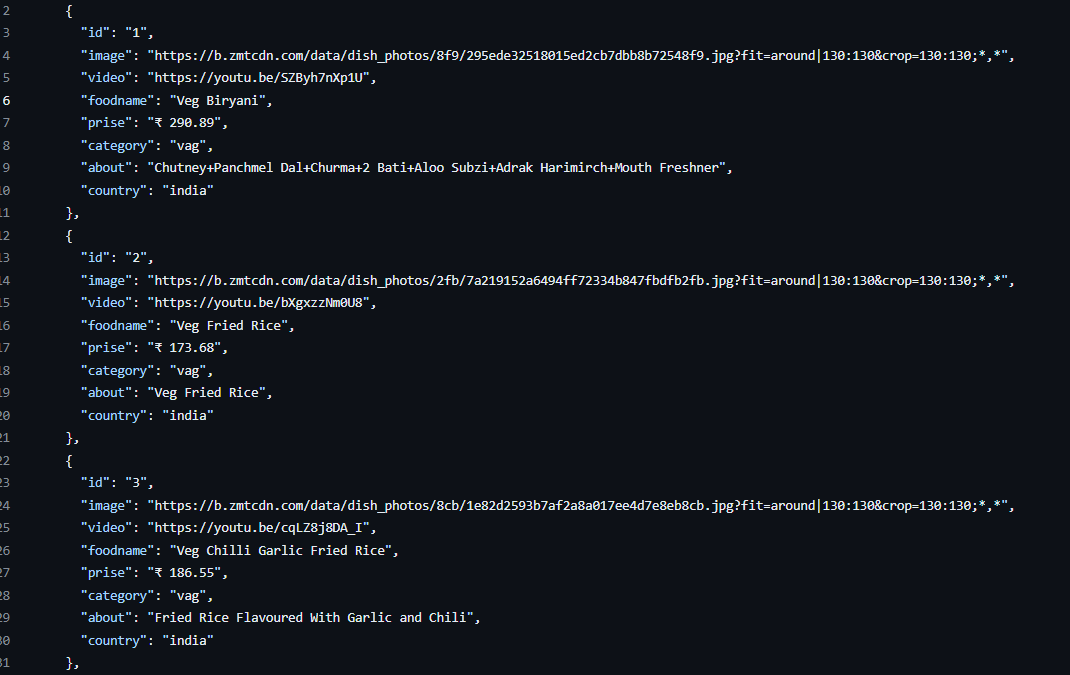 2 {
3 "id": "1",
4 "image": "https://b.zmtcdn.com/data/dish_photos/8f9/295ede32518015ed2cb7dbb8b72548f9.jpg?fit=around|130:130&crop=130:130;*,*",
5 "video": "https://youtu.be/SZByh7nXp1U",
6 "foodname": "Veg Biryani",
7 "prise": "₹ 290.89",
8 "category": "vag",
9 "about": "Chutney+Panchmel Dal+Churma+2 Bati+Aloo Subzi+Adrak Harimirch+Mouth Freshner",
10 "country": "india"
11 },
12 {
13 "id": "2",
14 "image": "https://b.zmtcdn.com/data/dish_photos/2fb/7a219152a6494ff72334b847fbdfb2fb.jpg?fit=around|130:130&crop=130:130;*,*",
15 "video": "https://youtu.be/bXgxzzNm0U8",
16 "foodname": "Veg Fried Rice",
17 "prise": "₹ 173.68",
18 "category": "vag",
19 "about": "Veg Fried Rice",
20 "country": "india"
21 },
22 {
23 "id": "3",
24 "image": "https://b.zmtcdn.com/data/dish_photos/8cb/1e82d2593b7af2a8a017ee4d7e8eb8cb.jpg?fit=around|130:130&crop=130:130;*,*",
25 "video": "https://youtu.be/cqLZ8j8DA_I",
26 "foodname": "Veg Chilli Garlic Fried Rice",
27 "prise": "₹ 186.55",
28 "category": "vag",
29 "about": "Fried Rice Flavoured With Garlic and Chili",
30 "country": "india"
31 },